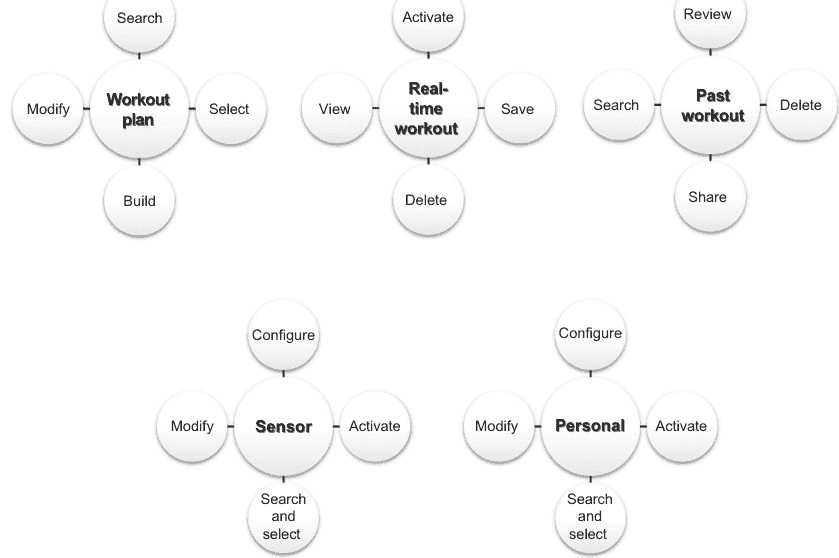 Search
Modify
Workout
plan
Select
Build
Activate
View
Real-
time
workout
Save
Delete
Review
Search
Past
workout
Delete
Share
Configure
Modify
Sensor
Activate
Search
and
select
Configure
Modify
Personal
Activate
Search
and
select